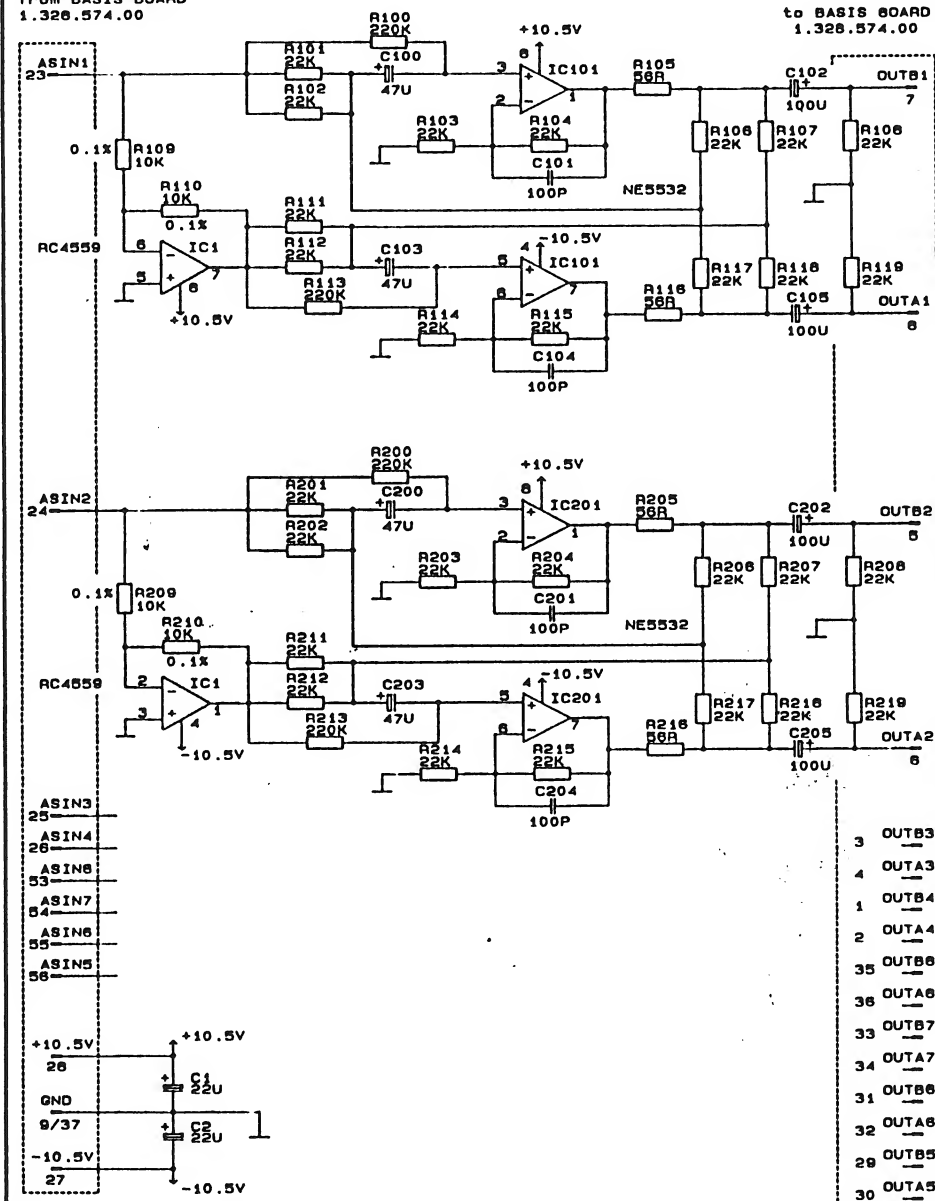 from BASIS BOARD
1.328.574.00
to BASIS BOARD
1.328.574.00
R100
220K
+10.5V
ASIN1
23
R101
22K
C100
47U
8
3
2
1
IC101
R105
56R
C102
100U
OUTB1
7
R102
22K
R103
22K
R104
22K
R106
22K
R107
22K
R108
22K
0.1%
R109
10K
C101
100P
R110
10K
0.1%
R111
22K
NE5532
RC4559
6
5
7
IC1
R112
22K
C103
47U
4
-10.5V
5
6
7
IC101
R113
220K
8
+10.5V
R116
56R
R117
22K
R118
22K
R119
22K
C105
100U
OUTA1
8
R114
22K
R115
22K
C104
100P
R200
220K
+10.5V
ASIN2
24
R201
22K
C200
47U
8
3
2
1
IC201
R205
56R
C202
100U
OUTB2
5
R202
22K
R203
22K
R204
22K
R206
22K
R207
22K
R208
22K
0.1%
R209
10K
C201
100P
R210
10K
0.1%
R211
22K
NE5532
RC4559
2
3
1
IC1
R212
22K
C203
47U
4
-10.5V
5
6
7
IC201
R213
220K
4
-10.5V
R216
56R
R217
22K
R218
22K
R219
22K
C205
100U
OUTA2
6
R214
22K
R215
22K
C204
100P
ASIN3
25
ASIN4
26
ASIN8
53
ASIN7
54
ASIN6
55
ASIN5
56
3 OUTB3
4 OUTA3
1 OUTB4
2 OUTA4
35 OUTB8
36 OUTA8
33 OUTB7
34 OUTA7
31 OUTB6
32 OUTA6
29 OUTB5
30 OUTA5
+10.5V
28
+10.5V
C1
22U
GND
9/37
C2
22U
-10.5V
27
-10.5V